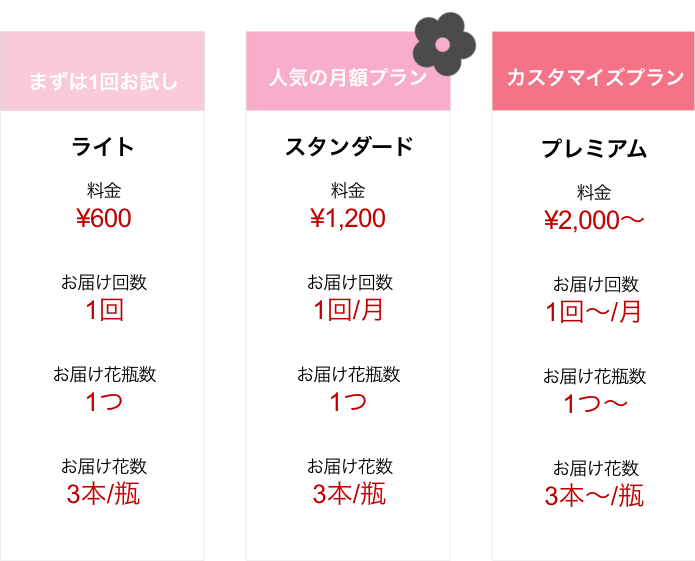 まずは1回お試し
ライト
料金
¥600
お届け回数
1回
お届け花瓶数
1つ
お届け花数
3本/瓶
人気の月額プラン
スタンダード
料金
¥1,200
お届け回数
1回/月
お届け花瓶数
1つ
お届け花数
3本/瓶
カスタマイズプラン
プレミアム
料金
¥2,000〜
お届け回数
1回〜/月
お届け花瓶数
1つ〜
お届け花数
3本〜/瓶